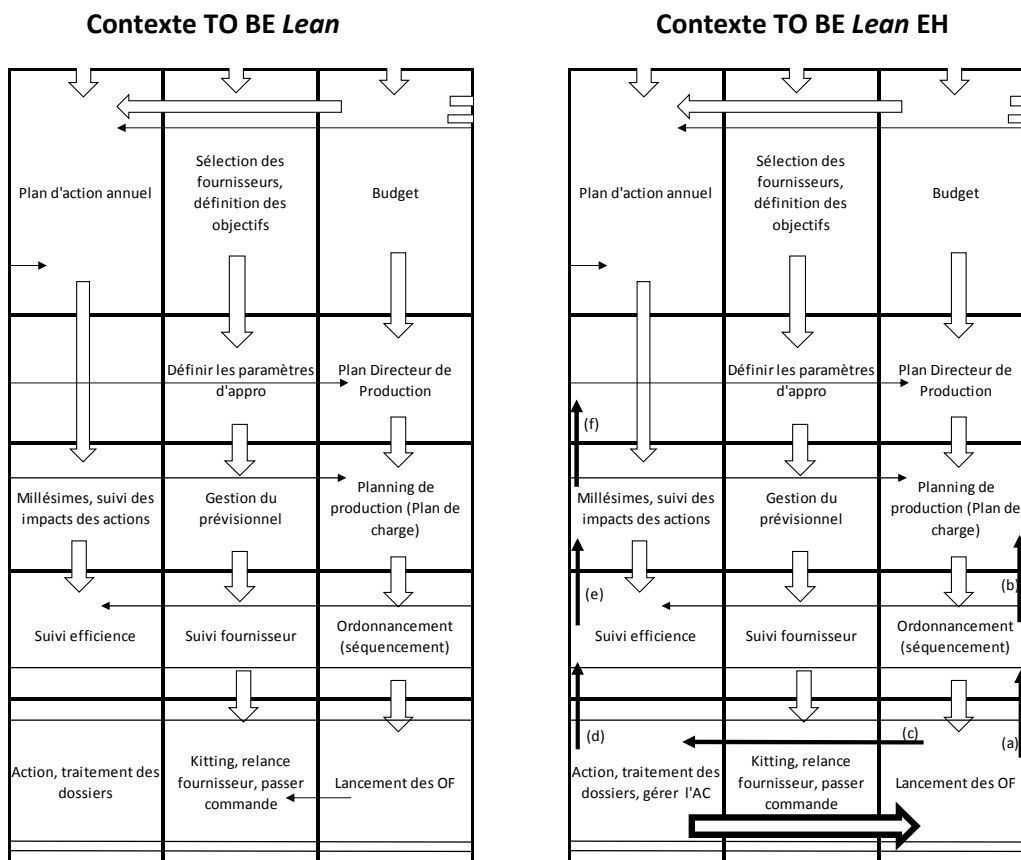 Contexte TO BE Lean
Plan d'action annuel
Sélection des
fournisseurs,
définition des
objectifs
Budget
Définir les paramètres
d'appro
Plan Directeur de
Production
Millésimes, suivi des
impacts des actions
Gestion du
prévisionnel
Planning de
production (Plan de
charge)
Suivi efficience
Suivi fournisseur
Ordonnancement
(séquencement)
Action, traitement des
dossiers
Kitting, relance
fournisseur, passer
commande
Lancement des OF
Contexte TO BE Lean EH
Plan d'action annuel
Sélection des
fournisseurs,
définition des
objectifs
Budget
Définir les paramètres
d'appro
Plan Directeur de
Production
(f)
Millésimes, suivi des
impacts des actions
Gestion du
prévisionnel
Planning de
production (Plan de
charge)
(e)
(b)
Suivi efficience
Suivi fournisseur
Ordonnancement
(séquencement)
(d)
(c)
(a)
Action, traitement des
dossiers, gérer l'AC
Kitting, relance
fournisseur, passer
commande
Lancement des OF